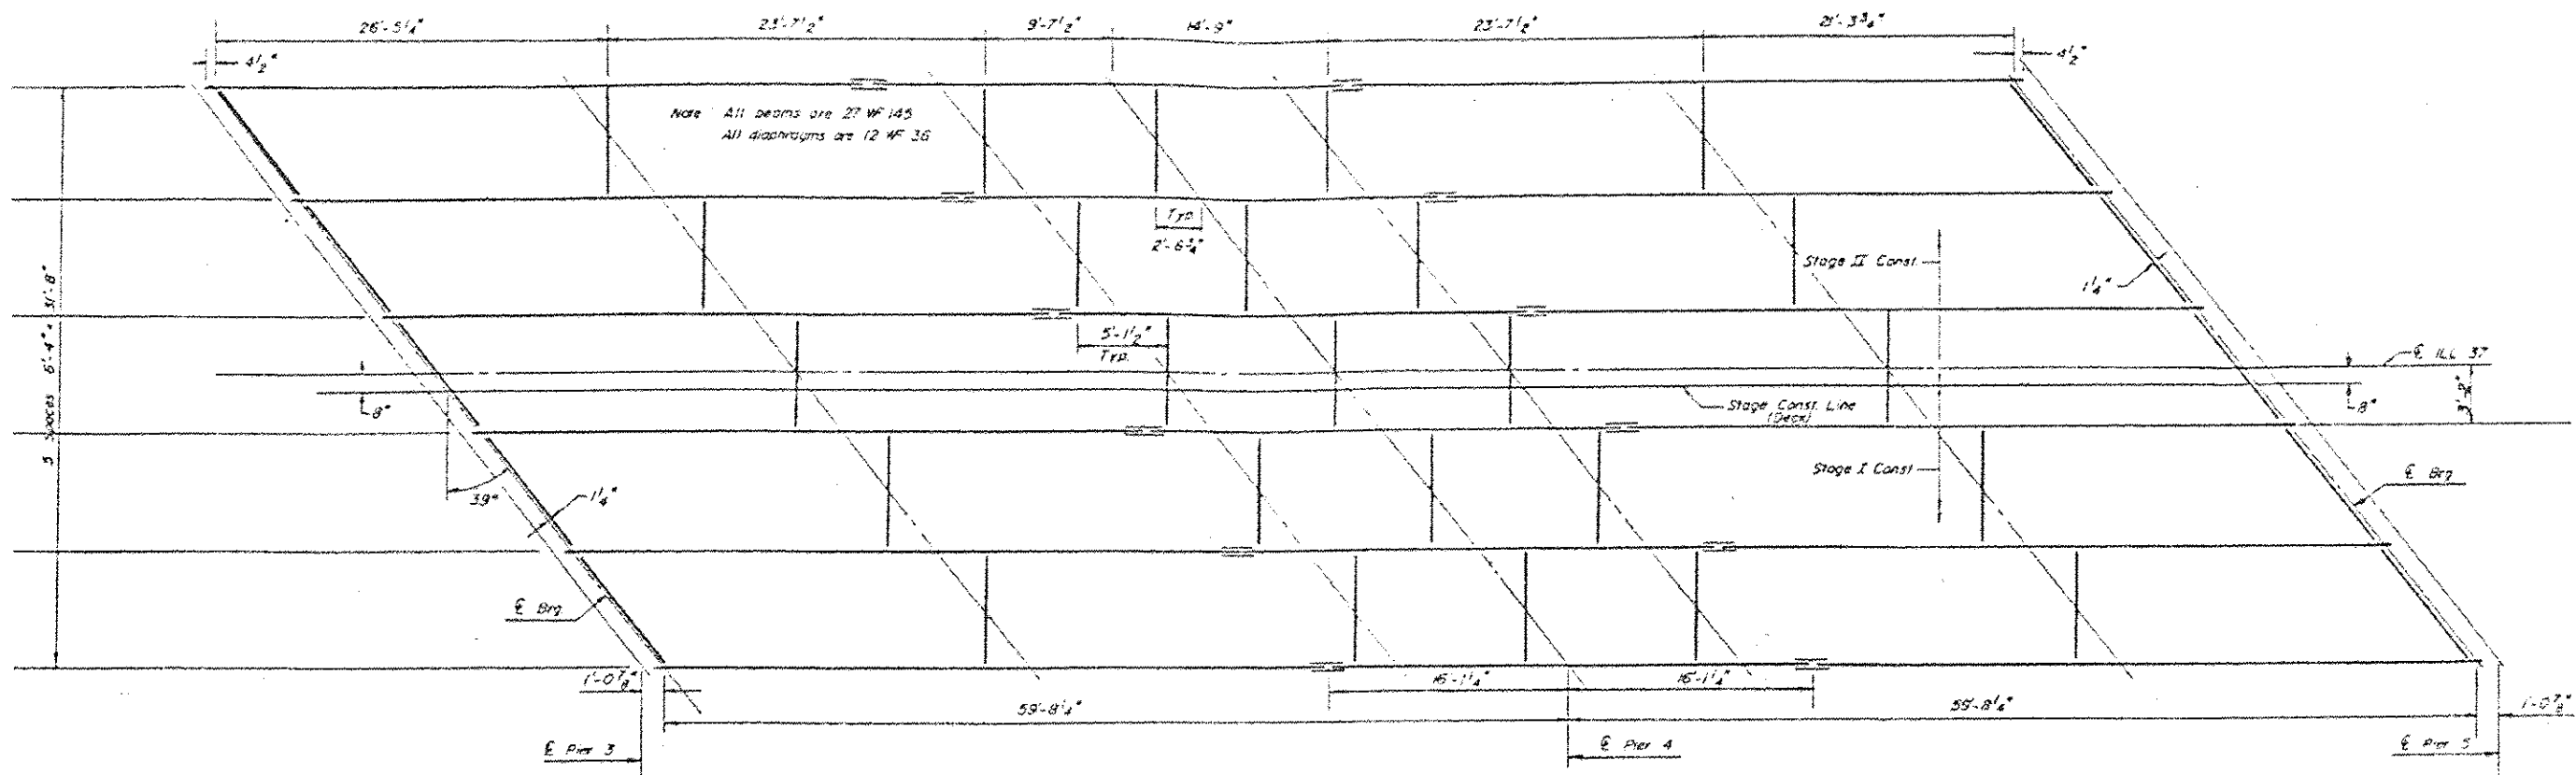 26'-5¼" 23'-7½" 9'-7½" 14'-9" 23'-7½" 21'-3¾"
4½" 4½"
Note: All beams are 27 WF 145
All diaphragms are 12 WF 36
Typ.
2'-6¾"
Stage II Const.
1¼"
5 Spaces 6'-4" = 31'-8"
5'-1½"
Typ.
℄ ILL 37
8" Stage Const. Line 8" 3'-2"
(Deck)
Stage I Const.
39° 1¼" ℄ Brg.
℄ Brg.
1'-0⅞" 16'-1¼" 16'-1¼"
59'-8¼" 59'-8¼" 1'-0⅞"
℄ Pier 3 ℄ Pier 4 ℄ Pier 5